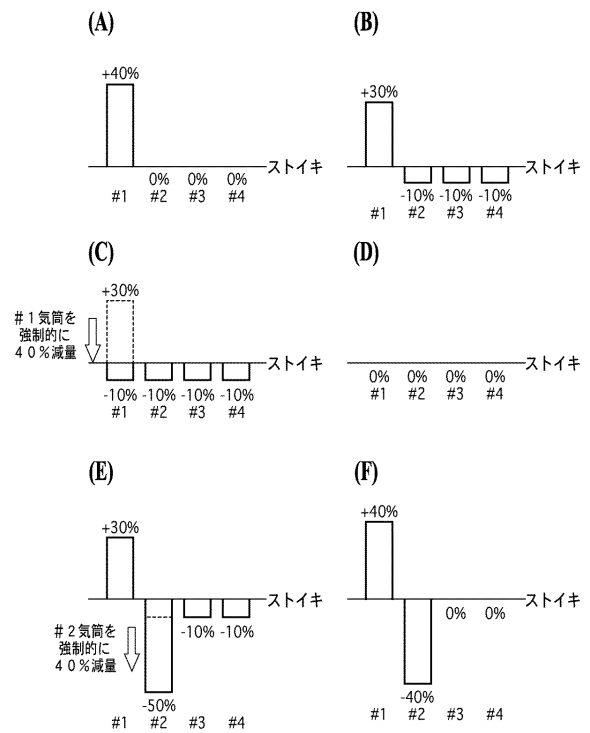 (A)
+40%
ストイキ
0% 0% 0%
#1 #2 #3 #4
(B)
+30%
ストイキ
-10% -10% -10%
#1 #2 #3 #4
(C)
+30%
#1気筒を
強制的に
40%減量
ストイキ
-10% -10% -10% -10%
#1 #2 #3 #4
(D)
ストイキ
0% 0% 0% 0%
#1 #2 #3 #4
(E)
+30%
ストイキ
#2気筒を
強制的に
40%減量
-10% -10%
-50%
#1 #2 #3 #4
(F)
+40%
ストイキ
0% 0%
-40%
#1 #2 #3 #4